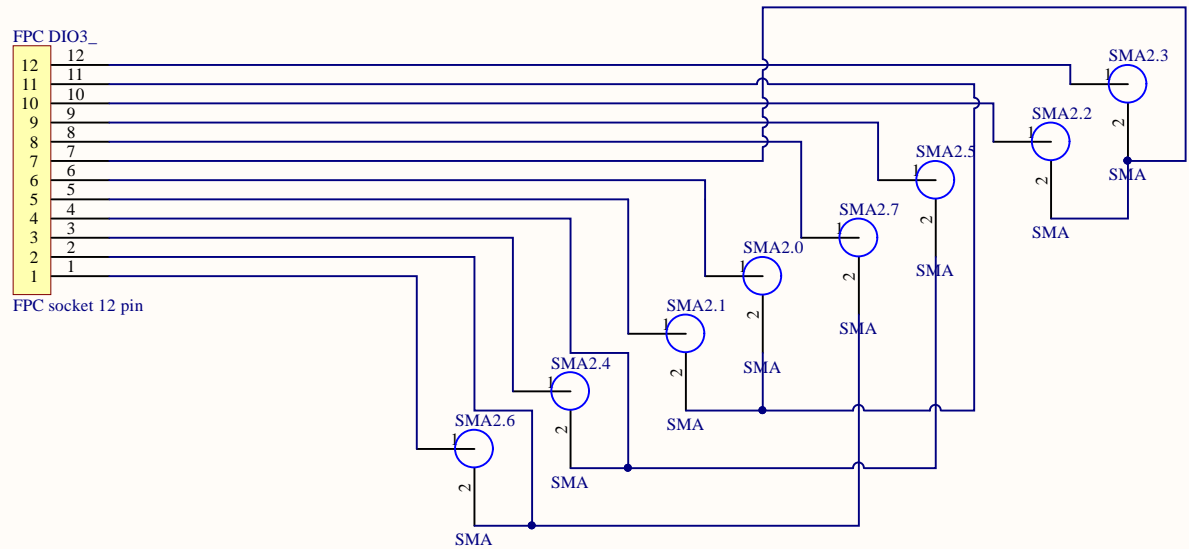 FPC DIO3_
12 12
11 11
10 10
9 9
8 8
7 7
6 6
5 5
4 4
3 3
2 2
1 1
FPC socket 12 pin
SMA2.3
1
2
SMA
SMA2.2
1
2
SMA
SMA2.5
1
2
SMA
SMA2.7
1
2
SMA
SMA2.0
1
2
SMA
SMA2.1
1
2
SMA
SMA2.4
1
2
SMA
SMA2.6
1
2
SMA